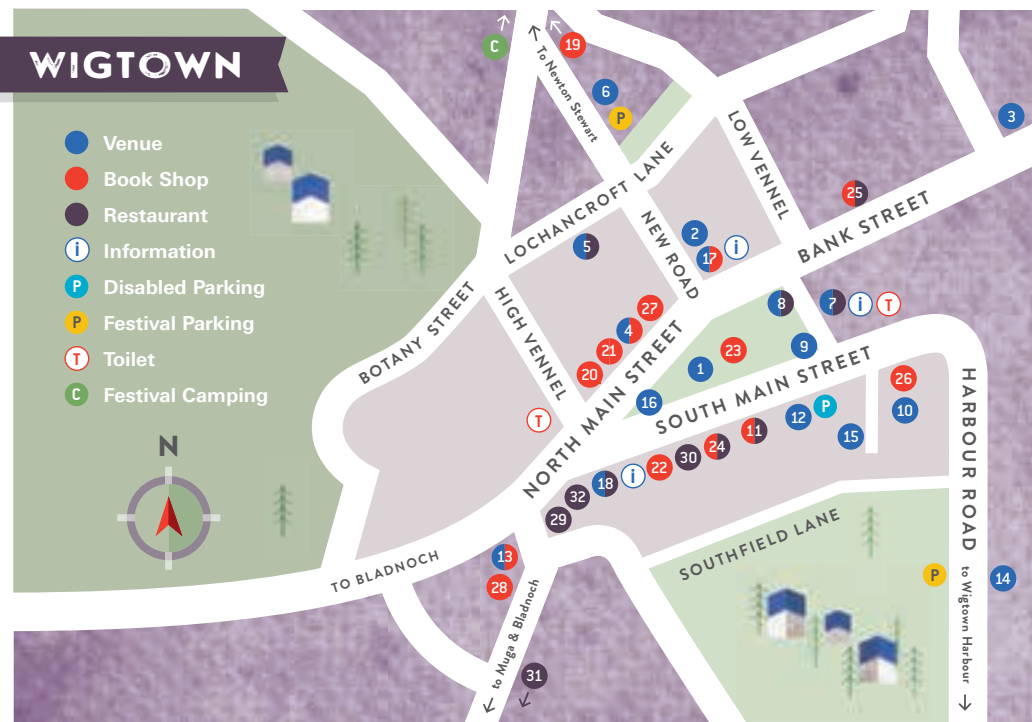 WIGTOWN
Venue
Book Shop
Restaurant
i Information
P Disabled Parking
P Festival Parking
T Toilet
C Festival Camping
N
C
19
To Newton Stewart
6
P
3
LOW VENNEL
LOCHANCROFT LANE
25
BANK STREET
NEW ROAD
2
17
i
5
BOTANY STREET
HIGH VENNEL
27
4
21
20
8
7
i
T
9
23
1
16
NORTH MAIN STREET
SOUTH MAIN STREET
T
26
10
P
12
15
11
24
30
22
i
18
32
29
HARBOUR ROAD
to Wigtown Harbour
SOUTHFIELD LANE
P
14
TO BLADNOCH
13
28
to Muga & Bladnoch
31